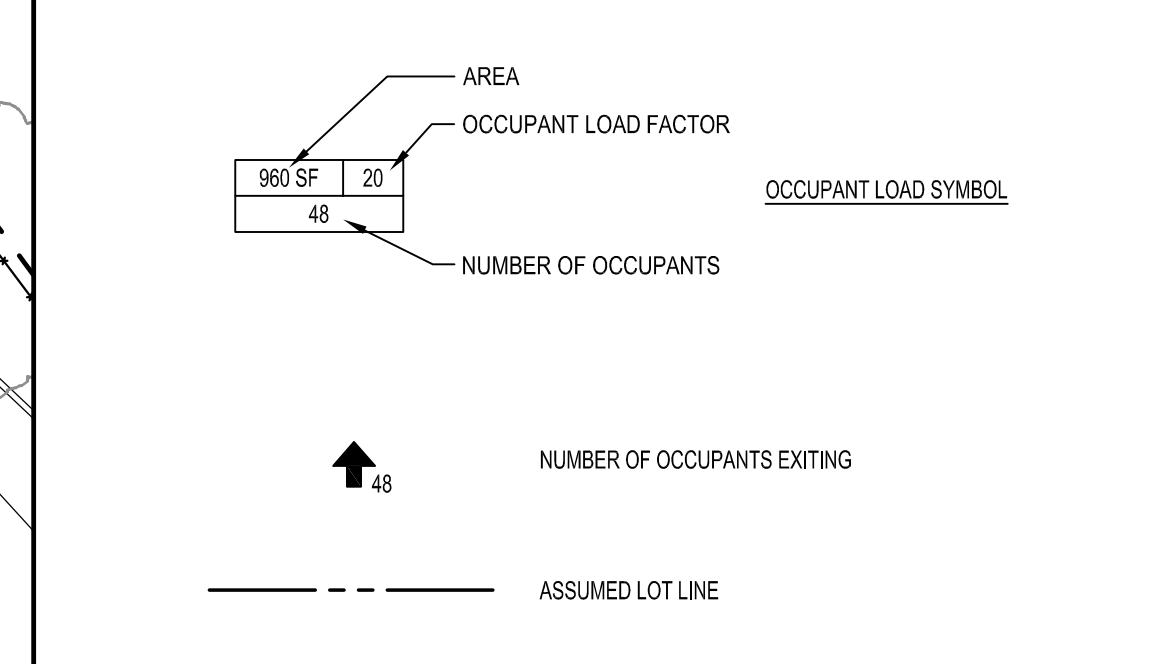 AREA
OCCUPANT LOAD FACTOR
960 SF 20
OCCUPANT LOAD SYMBOL
48
NUMBER OF OCCUPANTS
NUMBER OF OCCUPANTS EXITING
48
ASSUMED LOT LINE